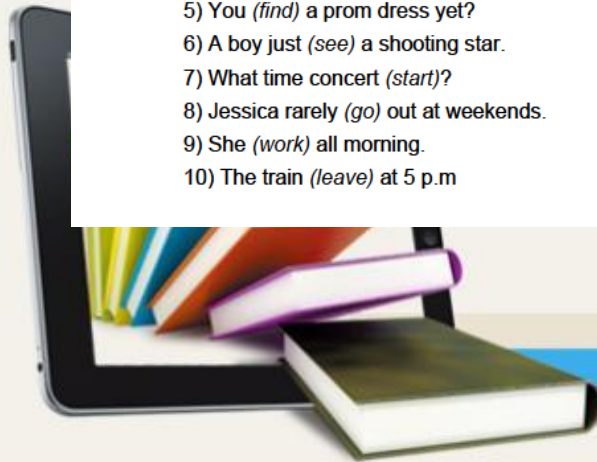 5) You (find) a prom dress yet?
6) A boy just (see) a shooting star.
7) What time concert (start)?
8) Jessica rarely (go) out at weekends.
9) She (work) all morning.
10) The train (leave) at 5 p.m